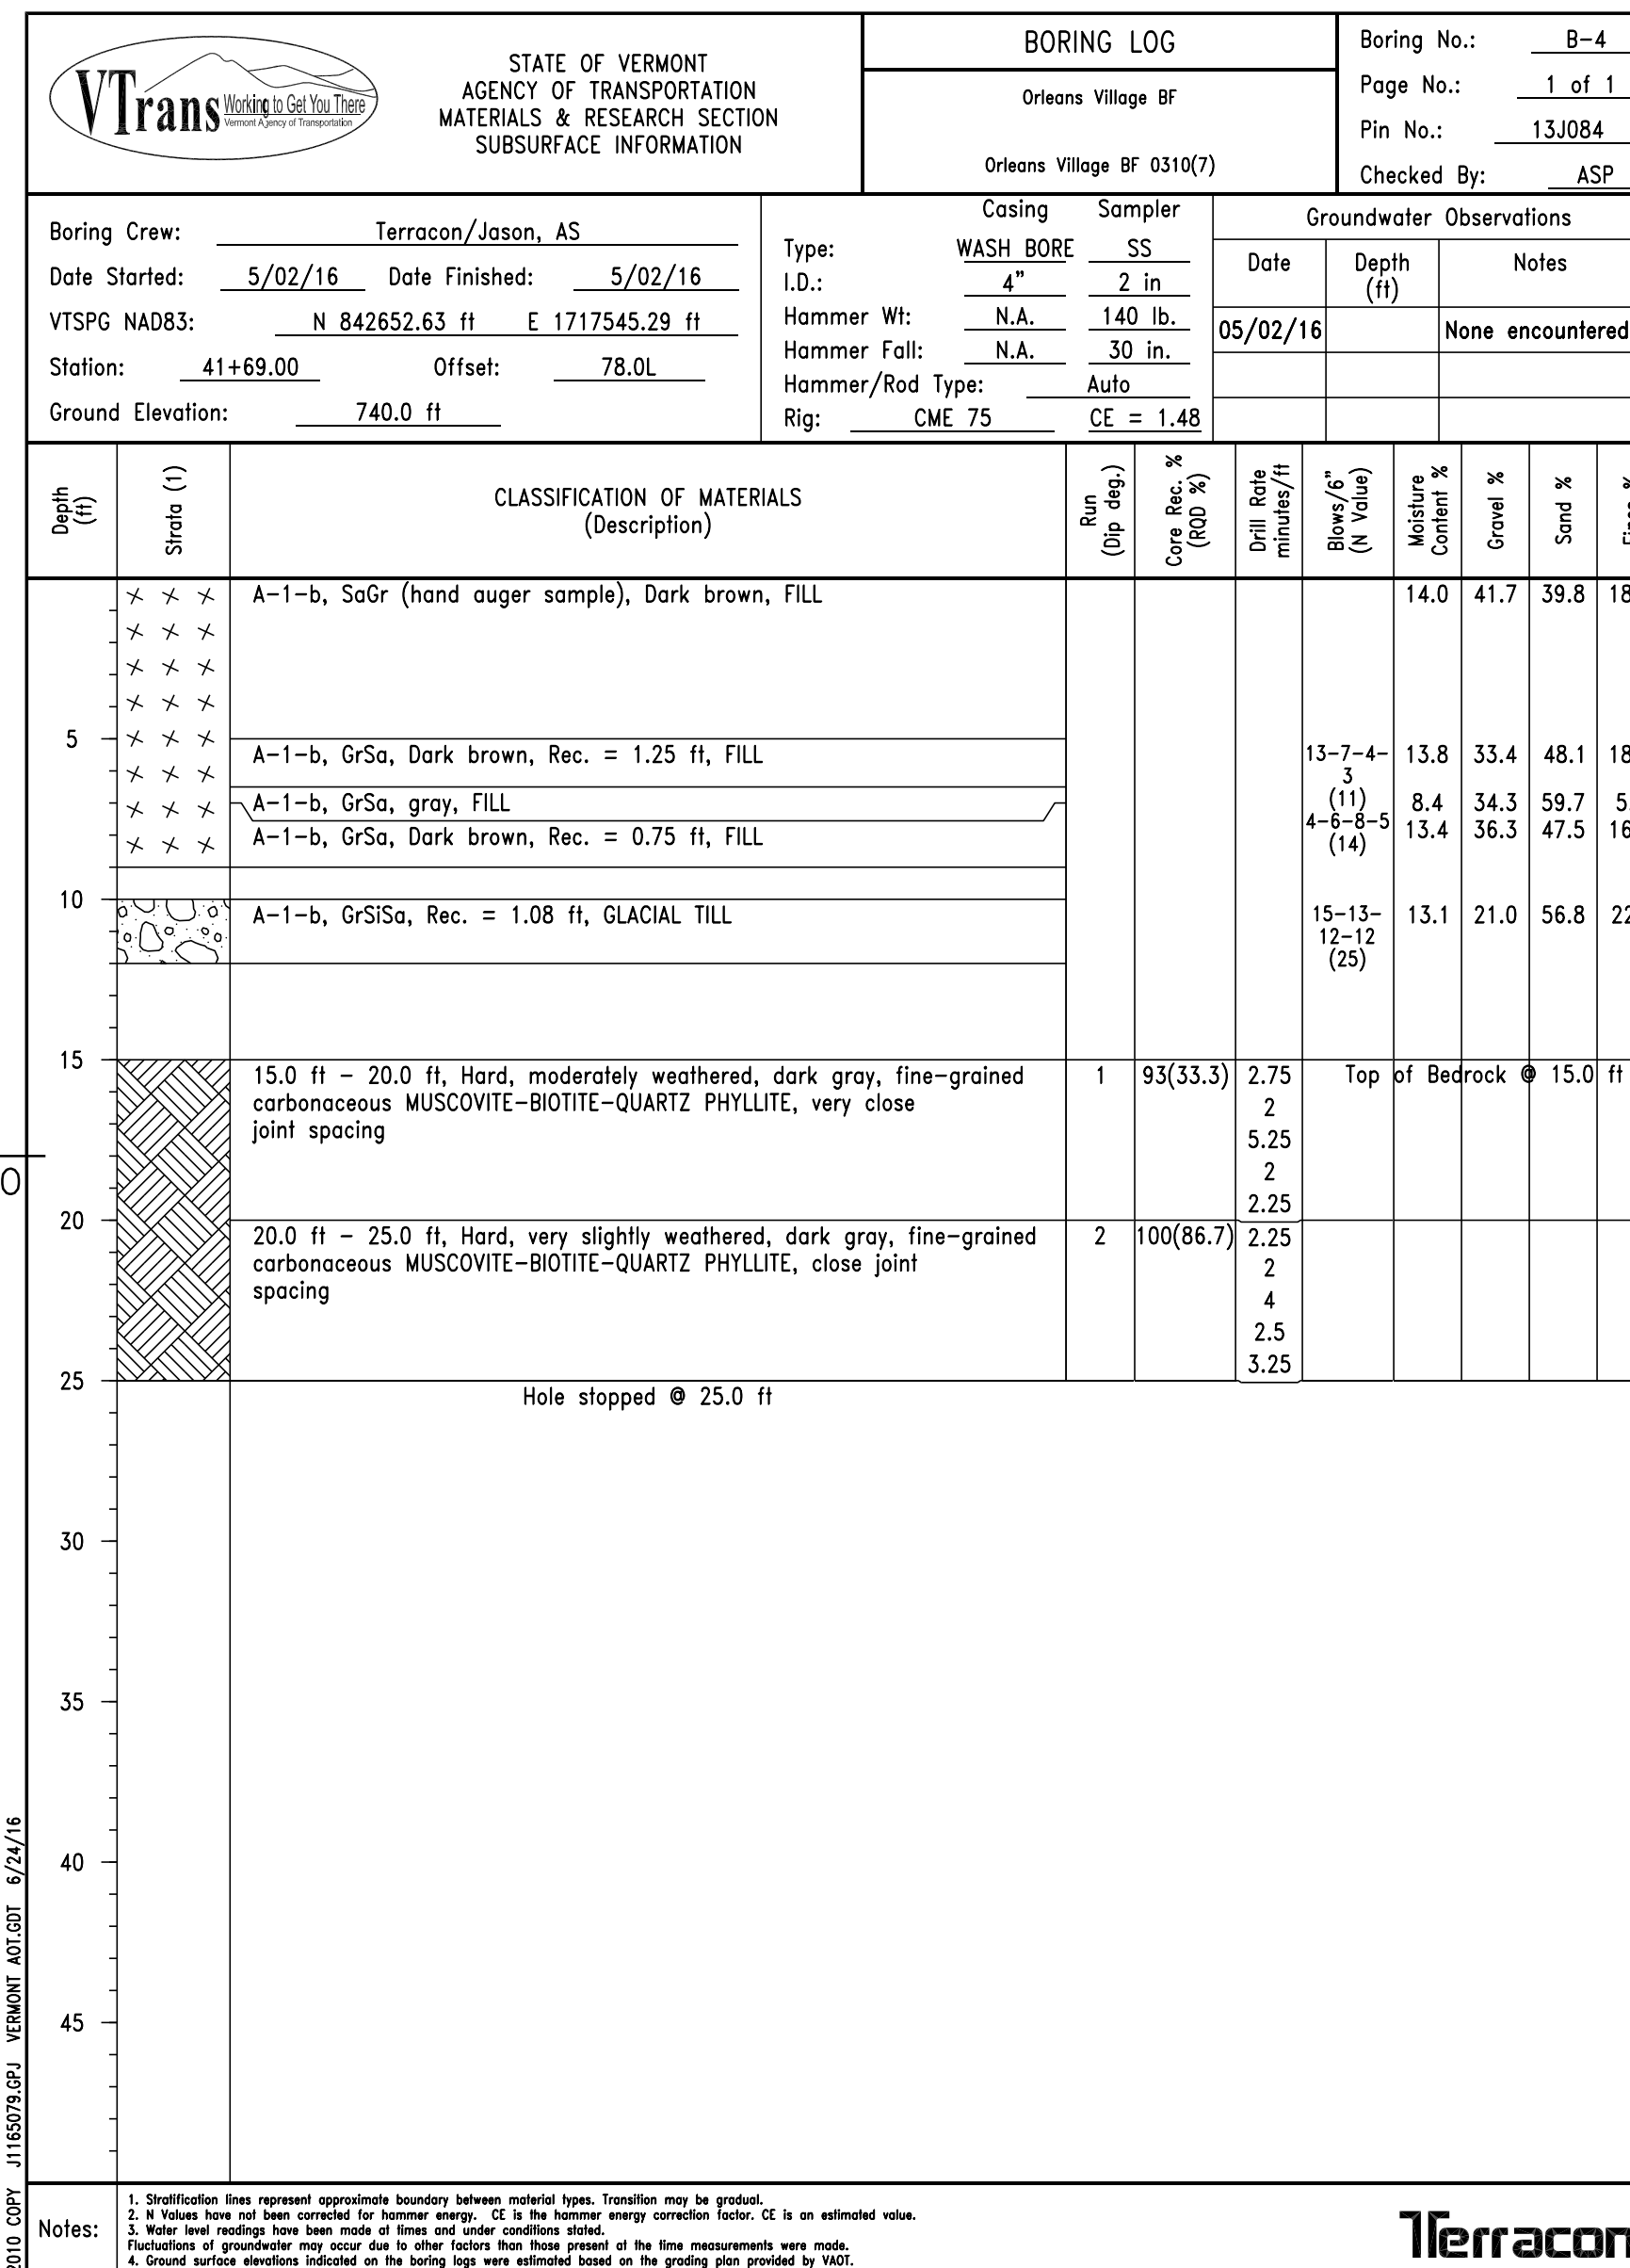 VTrans Working to Get You There
Vermont Agency of Transportation
STATE OF VERMONT
AGENCY OF TRANSPORTATION
MATERIALS & RESEARCH SECTION
SUBSURFACE INFORMATION
BORING LOG
Orleans Village BF
Orleans Village BF 0310(7)
Boring No.: B-4
Page No.: 1 of 1
Pin No.: 13J084
Checked By: ASP
Boring Crew: Terracon/Jason, AS
Date Started: 5/02/16 Date Finished: 5/02/16
VTSPG NAD83: N 842652.63 ft E 1717545.29 ft
Station: 41+69.00 Offset: 78.0L
Ground Elevation: 740.0 ft
Casing Sampler
Type: WASH BORE SS
I.D.: 4" 2 in
Hammer Wt: N.A. 140 lb.
Hammer Fall: N.A. 30 in.
Hammer/Rod Type: Auto
Rig: CME 75 CE = 1.48
Groundwater Observations
Date Depth (ft) Notes
05/02/16 None encountered
Depth (ft)
Strata (1)
CLASSIFICATION OF MATERIALS
(Description)
Run (Dip deg.)
Core Rec. % (RQD %)
Drill Rate minutes/ft
Blows/6" (N Value)
Moisture Content %
Gravel %
Sand %
A-1-b, SaGr (hand auger sample), Dark brown, FILL 14.0 41.7 39.8 18
5
A-1-b, GrSa, Dark brown, Rec. = 1.25 ft, FILL 13-7-4- 13.8 33.4 48.1 18
3
(11)
A-1-b, GrSa, gray, FILL 8.4 34.3 59.7 5.
4-6-8-5
A-1-b, GrSa, Dark brown, Rec. = 0.75 ft, FILL 13.4 36.3 47.5 16
(14)
10
A-1-b, GrSiSa, Rec. = 1.08 ft, GLACIAL TILL 15-13- 13.1 21.0 56.8 22
12-12
(25)
15
15.0 ft - 20.0 ft, Hard, moderately weathered, dark gray, fine-grained 1 93(33.3) 2.75 Top of Bedrock @ 15.0 ft
carbonaceous MUSCOVITE-BIOTITE-QUARTZ PHYLLITE, very close 2
joint spacing 5.25
2
2.25
20
20.0 ft - 25.0 ft, Hard, very slightly weathered, dark gray, fine-grained 2 100(86.7) 2.25
carbonaceous MUSCOVITE-BIOTITE-QUARTZ PHYLLITE, close joint 2
spacing 4
2.5
3.25
25
Hole stopped @ 25.0 ft
30
35
40
45
0
2010 COPY J1165079.GPJ VERMONT AOT.GDT 6/24/16
Notes:
1. Stratification lines represent approximate boundary between material types. Transition may be gradual.
2. N Values have not been corrected for hammer energy. CE is the hammer energy correction factor. CE is an estimated value.
3. Water level readings have been made at times and under conditions stated.
Fluctuations of groundwater may occur due to other factors than those present at the time measurements were made.
4. Ground surface elevations indicated on the boring logs were estimated based on the grading plan provided by VAOT.
Terracon